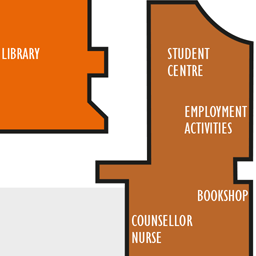 LIBRARY
STUDENT
CENTRE
EMPLOYMENT
ACTIVITIES
BOOKSHOP
COUNSELLOR
NURSE